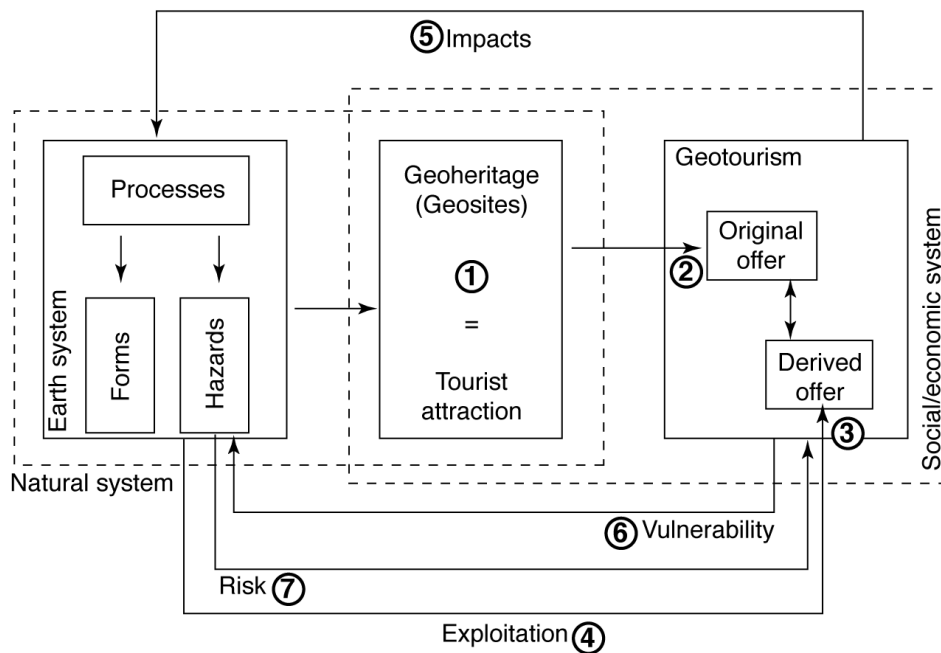 ⑤ Impacts
Processes
Forms
Hazards
Earth system
Natural system
Geoheritage
(Geosites)
①
=
Tourist
attraction
Geotourism
Original
offer
②
Derived
offer
③
Social/economic system
⑥ Vulnerability
Risk ⑦
Exploitation ④